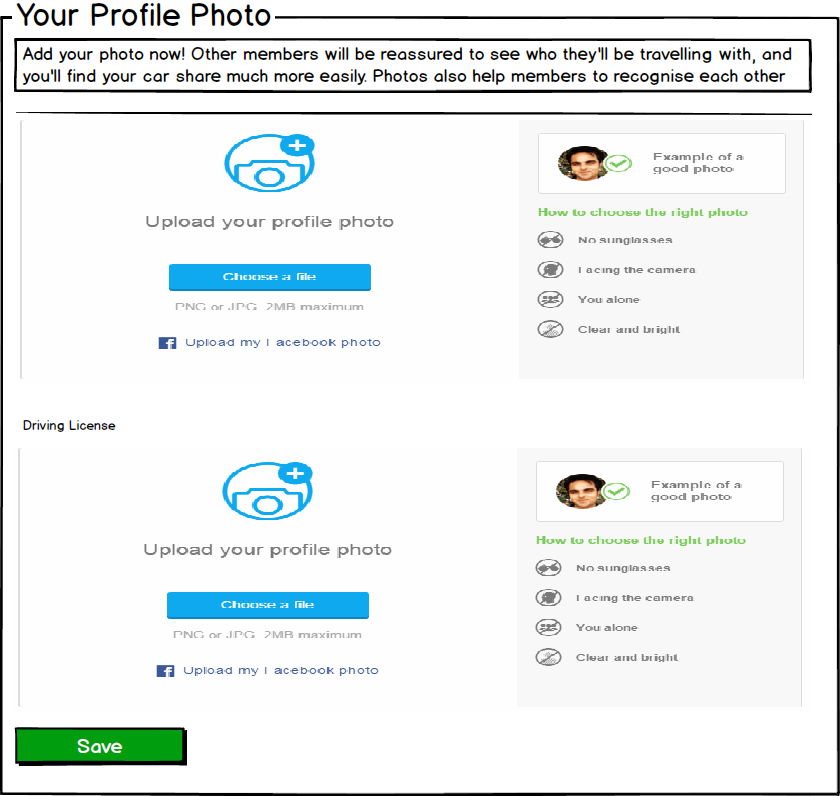 Your Profile Photo
Add your photo now! Other members will be reassured to see who they'll be travelling with, and
you'll find your car share much more easily. Photos also help members to recognise each other
Example of a
good photo
Upload your profile photo
How to choose the right photo
No sunglasses
Choose a file
Facing the camera
PNG or JPG, 2MB maximum
You alone
Clear and bright
Upload my Facebook photo
Driving License
Example of a
good photo
Upload your profile photo
How to choose the right photo
No sunglasses
Choose a file
Facing the camera
PNG or JPG, 2MB maximum
You alone
Clear and bright
Upload my Facebook photo
Save